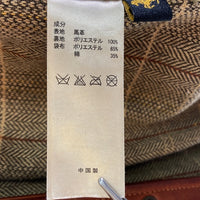 成分
表地 馬革
裏地 ポリエステル 100%
袋布 ポリエステル 65%
綿 35%
中国製